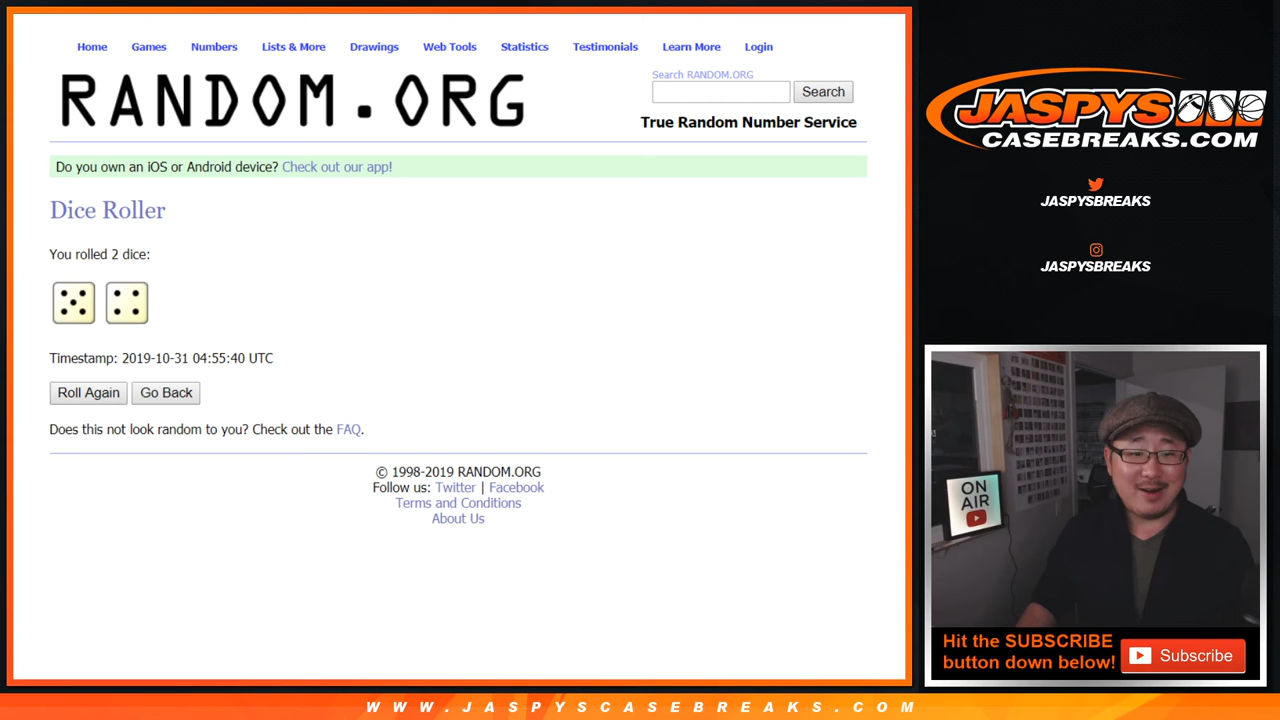 Home Games Numbers Lists & More Drawings Web Tools Statistics Testimonials Learn More Login
RANDOM.ORG
Search RANDOM.ORG
Search
True Random Number Service
Do you own an iOS or Android device? Check out our app!
Dice Roller
You rolled 2 dice:
Timestamp: 2019-10-31 04:55:40 UTC
Roll Again Go Back
Does this not look random to you? Check out the FAQ.
© 1998-2019 RANDOM.ORG
Follow us: Twitter | Facebook
Terms and Conditions
About Us
JASPYS
CASEBREAKS.COM
JASPYSBREAKS
JASPYSBREAKS
ON
AIR
Hit the SUBSCRIBE
button down below!
Subscribe
WWW.JASPYSCASEBREAKS.COM